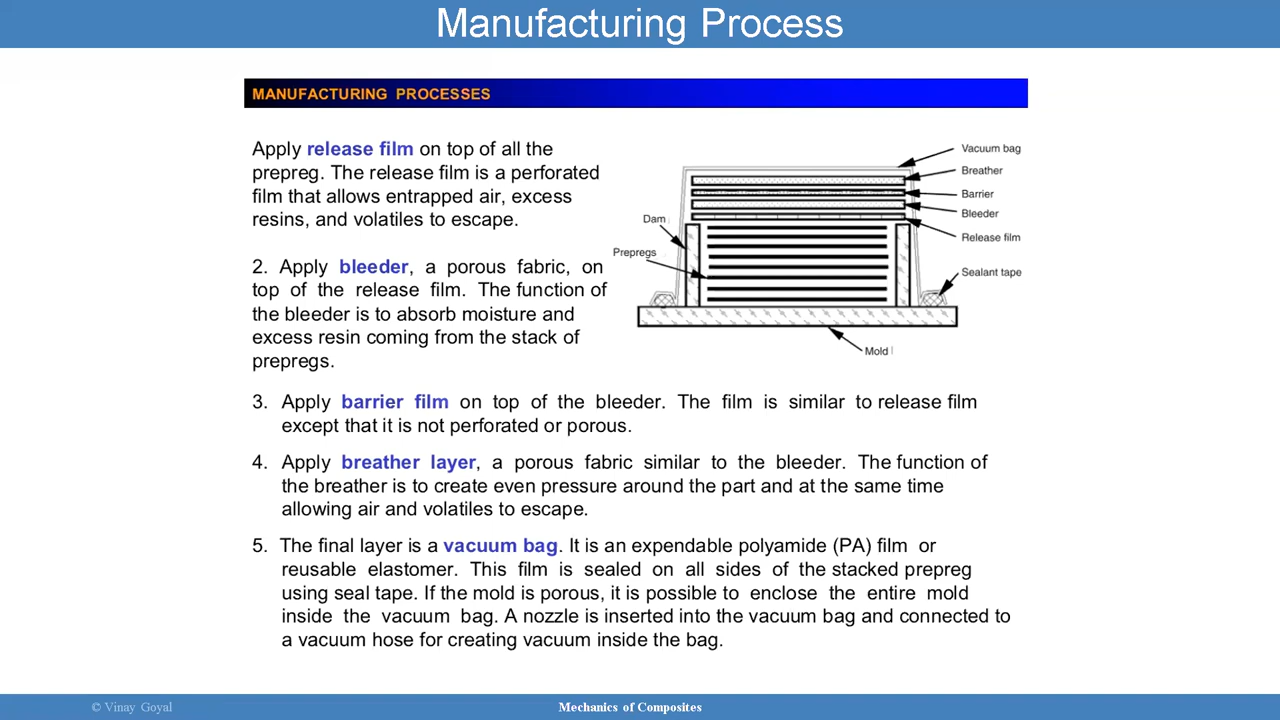 Manufacturing Process
MANUFACTURING PROCESSES
Apply release film on top of all the
prepreg. The release film is a perforated
film that allows entrapped air, excess
resins, and volatiles to escape.
2. Apply bleeder, a porous fabric, on
top of the release film. The function of
the bleeder is to absorb moisture and
excess resin coming from the stack of
prepregs.
Vacuum bag
Breather
Barrier
Bleeder
Release film
Sealant tape
Dam
Prepregs
Mold
3. Apply barrier film on top of the bleeder. The film is similar to release film
except that it is not perforated or porous.
4. Apply breather layer, a porous fabric similar to the bleeder. The function of
the breather is to create even pressure around the part and at the same time
allowing air and volatiles to escape.
5. The final layer is a vacuum bag. It is an expendable polyamide (PA) film or
reusable elastomer. This film is sealed on all sides of the stacked prepreg
using seal tape. If the mold is porous, it is possible to enclose the entire mold
inside the vacuum bag. A nozzle is inserted into the vacuum bag and connected to
a vacuum hose for creating vacuum inside the bag.
© Vinay Goyal
Mechanics of Composites